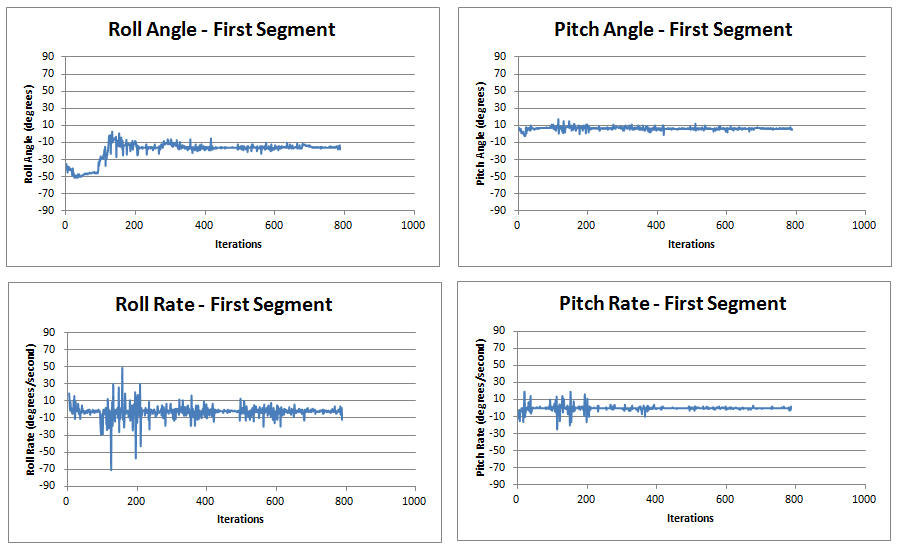 Roll Angle - First Segment
Roll Angle (degrees)
90
70
50
30
10
-10
-30
-50
-70
-90
0 200 400 600 800 1000
Iterations
Pitch Angle - First Segment
Pitch Angle (degrees)
90
70
50
30
10
-10
-30
-50
-70
-90
0 200 400 600 800 1000
Iterations
Roll Rate - First Segment
Roll Rate (degrees/second)
90
70
50
30
10
-10
-30
-50
-70
-90
0 200 400 600 800 1000
Iterations
Pitch Rate - First Segment
Pitch Rate (degrees/second)
90
70
50
30
10
-10
-30
-50
-70
-90
0 200 400 600 800 1000
Iterations